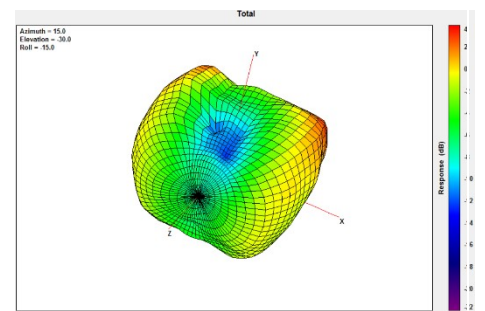 Total
Azimuth = 15.0
Elevation = -30.0
Roll = -15.0
Y
X
Z
Response (dB)
4
2
0